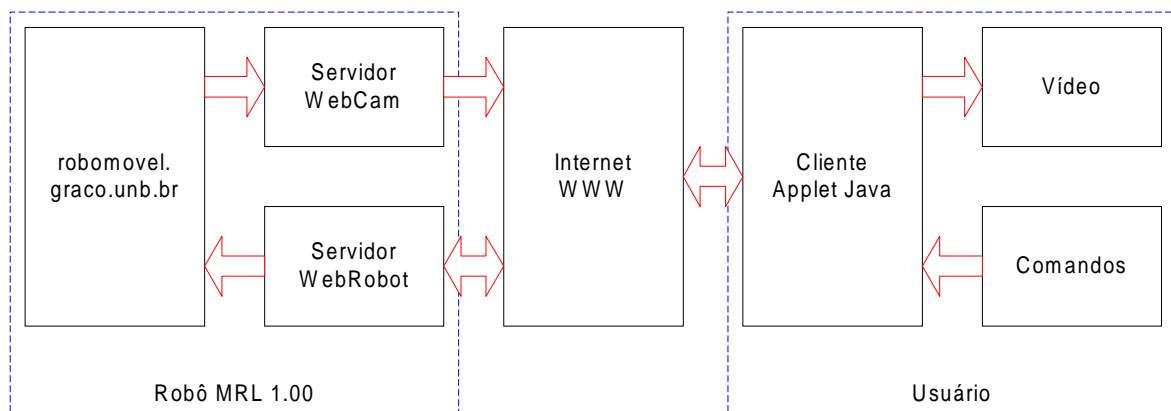 robomovel.
graco.unb.br
Servidor
WebCam
Servidor
WebRobot
Internet
WWW
Cliente
Applet Java
Vídeo
Comandos
Robô MRL 1.00
Usuário